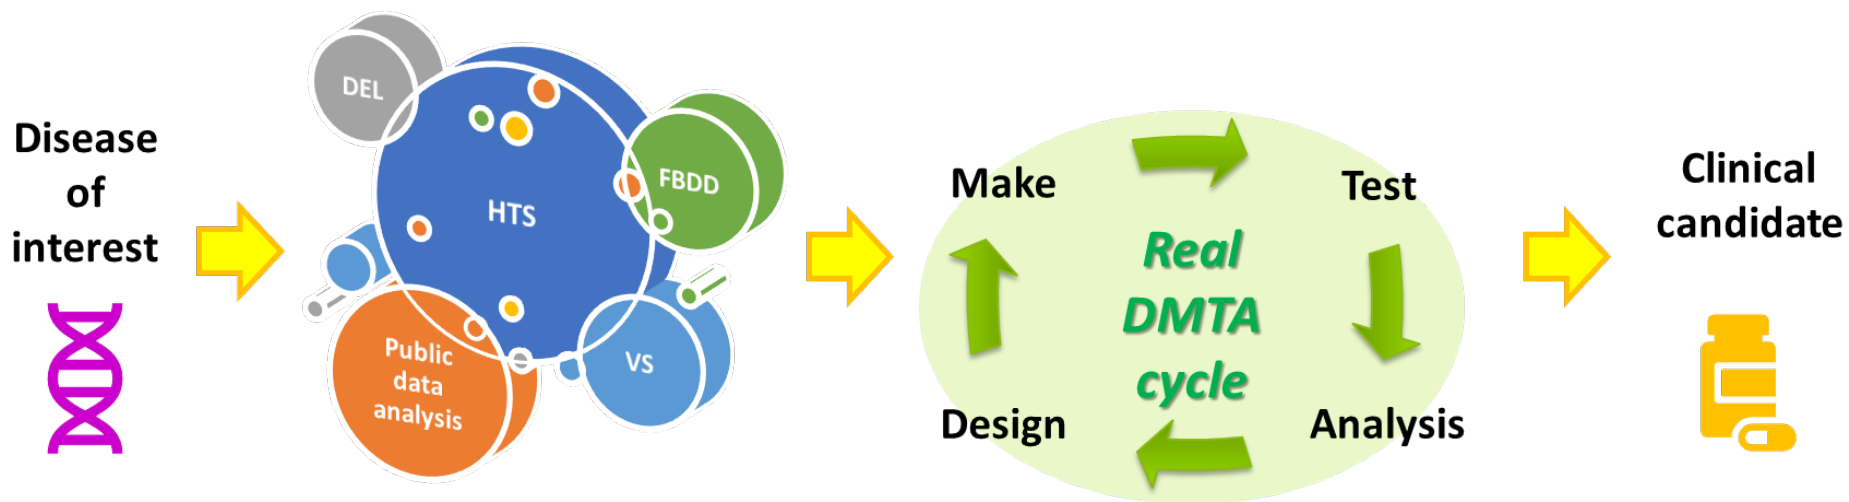 Disease
of
interest
DEL
HTS
FBDD
Public
data
analysis
VS
Make
Test
Real
DMTA
cycle
Design
Analysis
Clinical
candidate